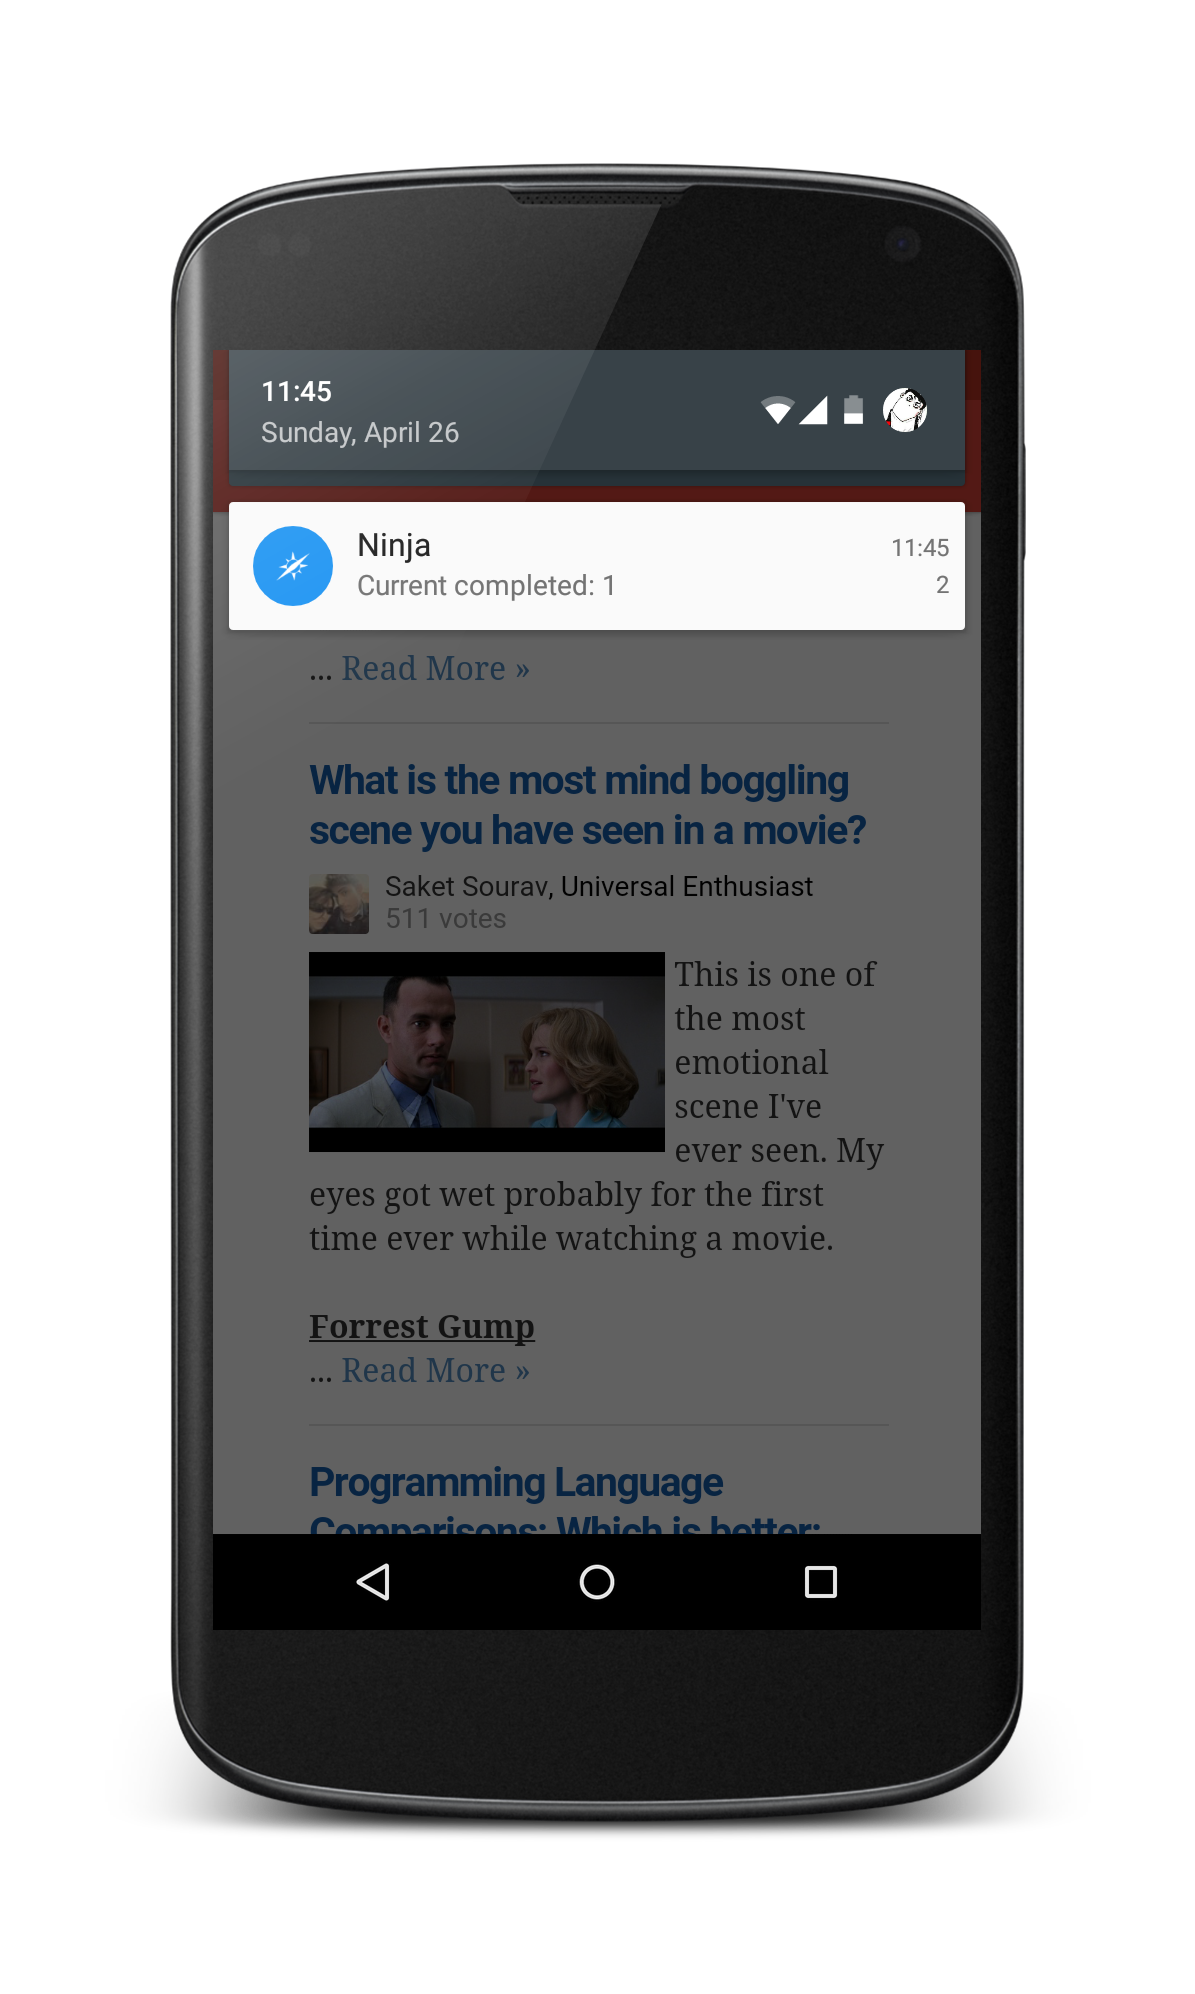 11:45
Sunday, April 26
Ninja
11:45
Current completed: 1
2
... Read More »
What is the most mind boggling
scene you have seen in a movie?
Saket Sourav, Universal Enthusiast
511 votes
This is one of
the most
emotional
scene I've
ever seen. My
eyes got wet probably for the first
time ever while watching a movie.
Forrest Gump
... Read More »
Programming Language
Comparisons: Which is better: